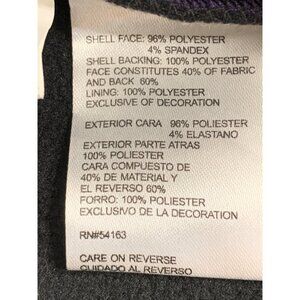 SHELL FACE: 96% POLYESTER
4% SPANDEX
SHELL BACKING: 100% POLYESTER
FACE CONSTITUTES 40% OF FABRIC
AND BACK 60%
LINING: 100% POLYESTER
EXCLUSIVE OF DECORATION
EXTERIOR CARA 96% POLIESTER
4% ELASTANO
EXTERIOR PARTE ATRAS
100% POLIESTER
CARA COMPUESTO DE
40% DE MATERIAL Y
EL REVERSO 60%
FORRO: 100% POLIESTER
EXCLUSIVO DE LA DECORATION
RN#54163
CARE ON REVERSE
CUIDADO AL REVERSO